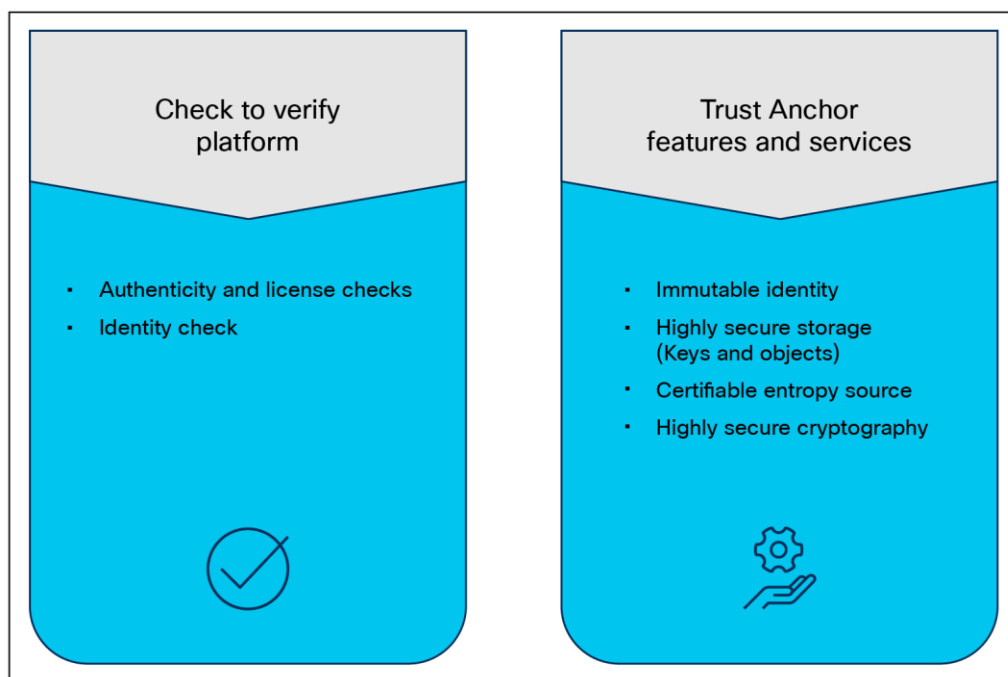 Check to verify
platform
▪ Authenticity and license checks
▪ Identity check
Trust Anchor
features and services
▪ Immutable identity
▪ Highly secure storage
(Keys and objects)
▪ Certifiable entropy source
▪ Highly secure cryptography